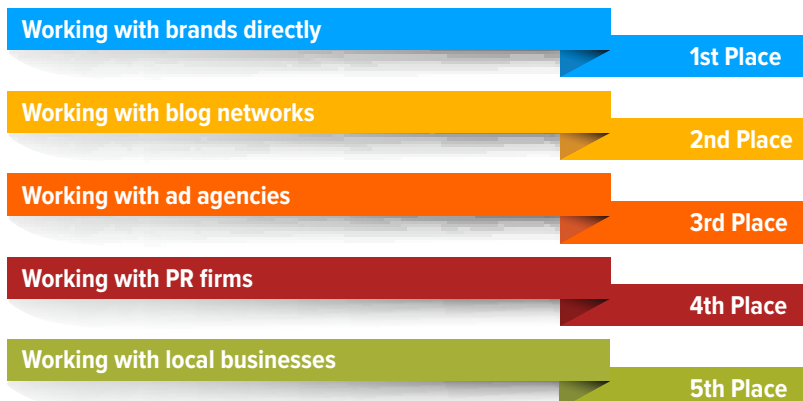 Working with brands directly
1st Place
Working with blog networks
2nd Place
Working with ad agencies
3rd Place
Working with PR firms
4th Place
Working with local businesses
5th Place